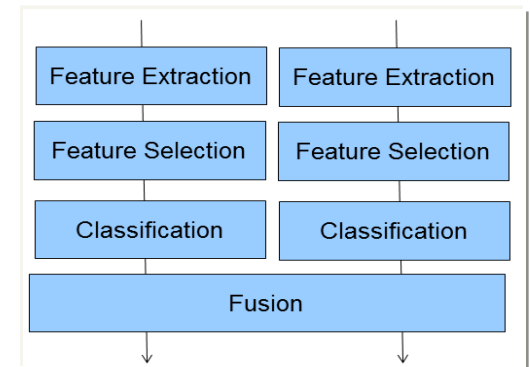 Feature Extraction
Feature Extraction
Feature Selection
Feature Selection
Classification
Classification
Fusion